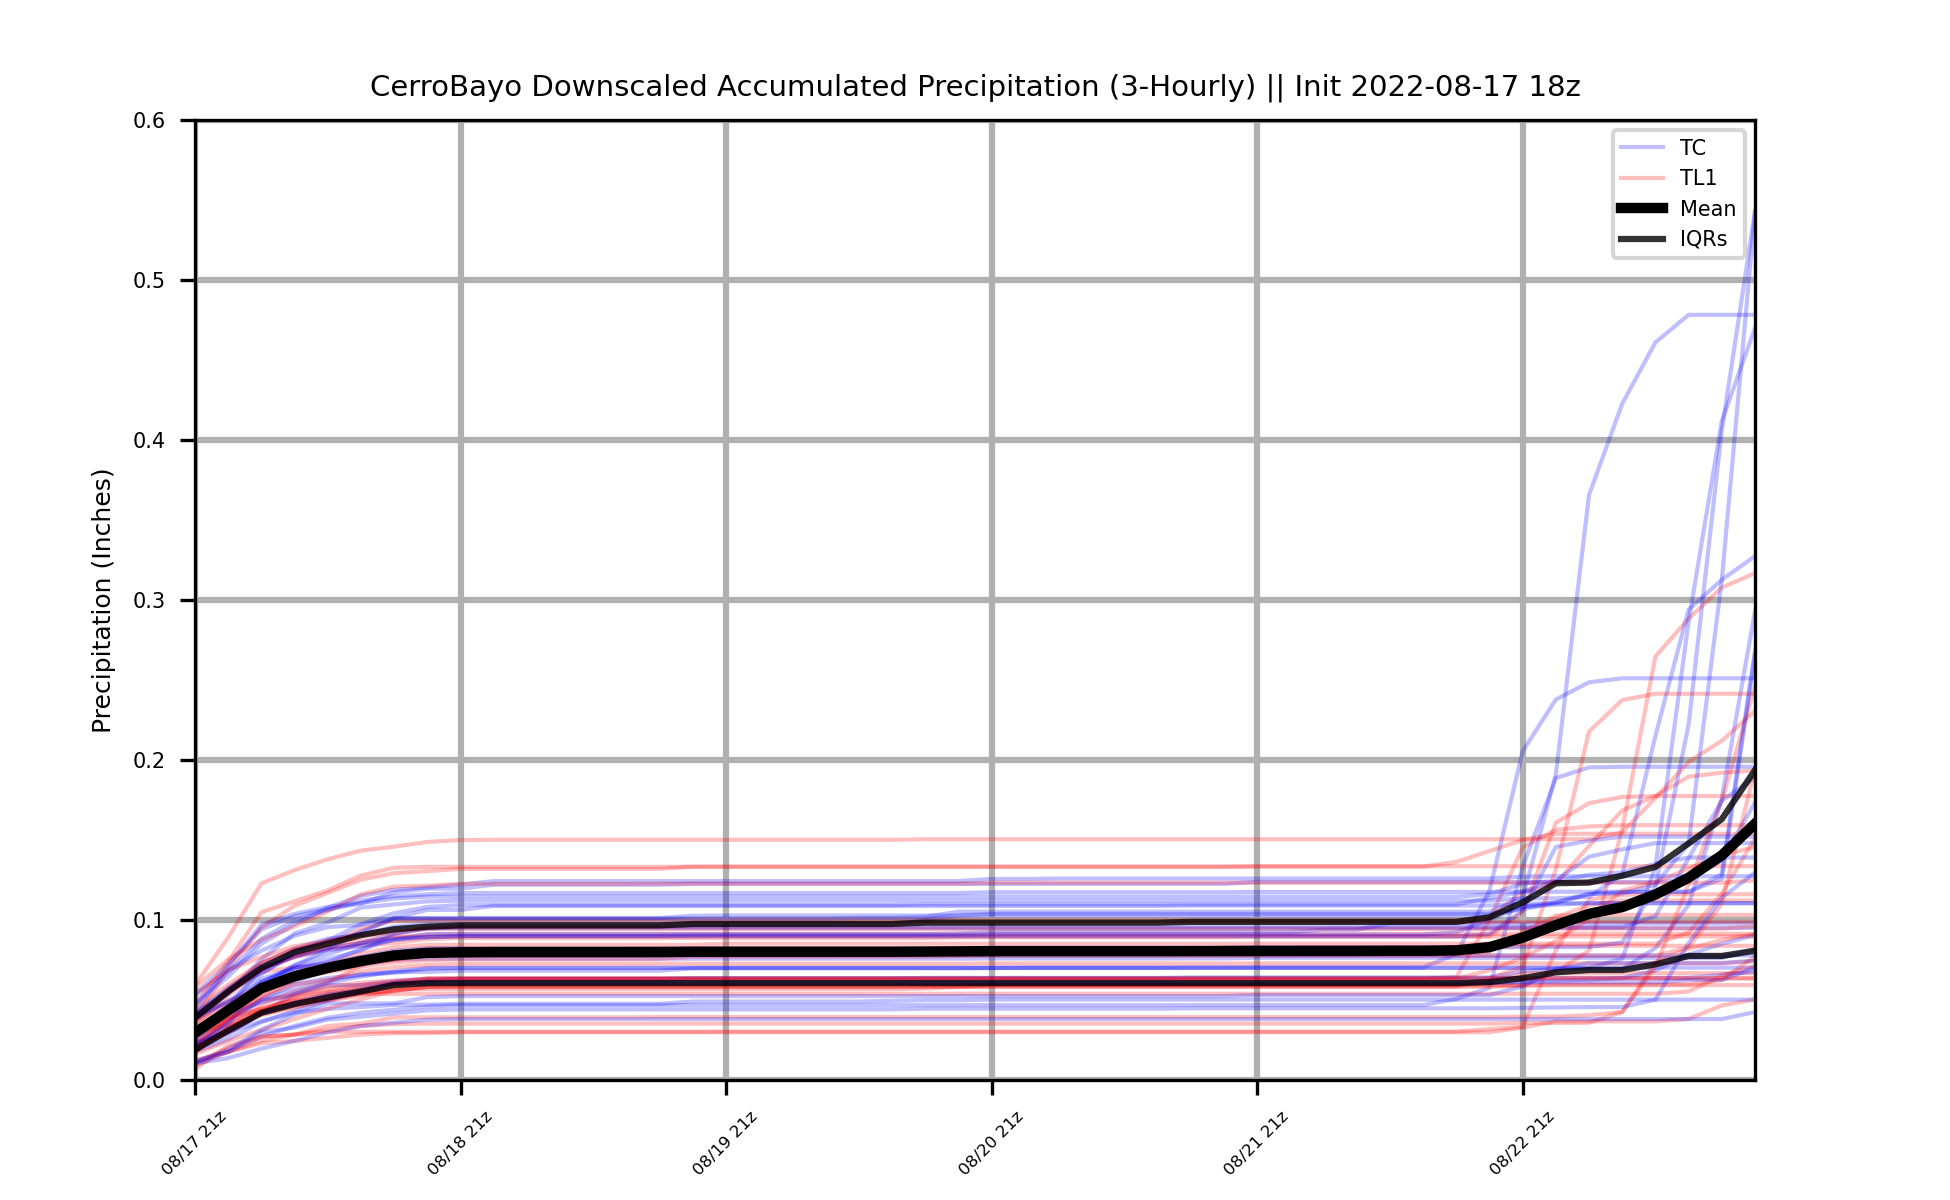 CerroBayo Downscaled Accumulated Precipitation (3-Hourly) || Init 2022-08-17 18z
TC
TL1
Mean
IQRs
Precipitation (Inches)
0.6
0.5
0.4
0.3
0.2
0.1
0.0
08/17 21z
08/18 21z
08/19 21z
08/20 21z
08/21 21z
08/22 21z